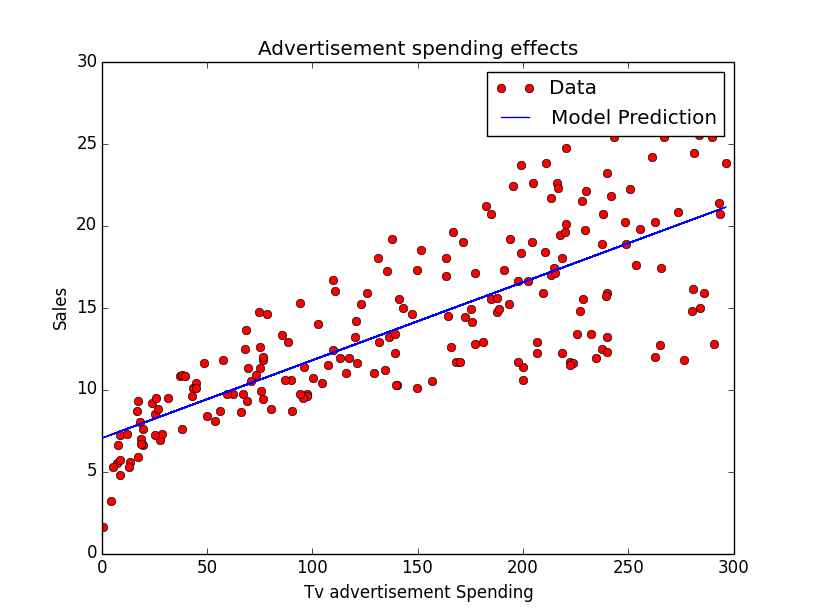 Advertisement spending effects
Data
Model Prediction
30
25
20
15
10
5
0
Sales
0 50 100 150 200 250 300
Tv advertisement Spending